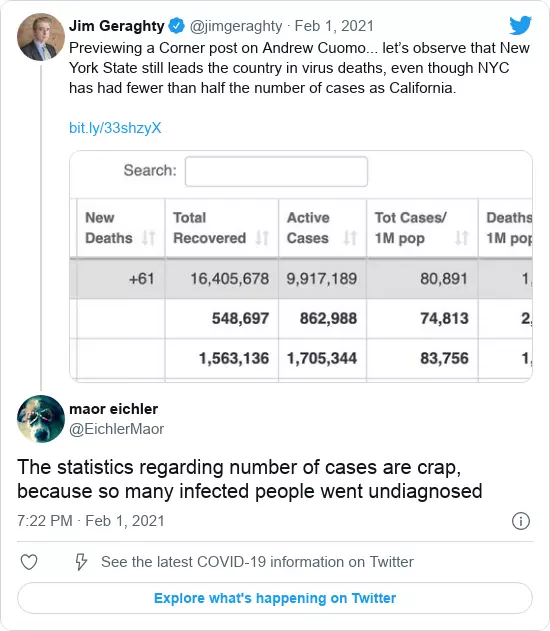 Jim Geraghty @jimgeraghty · Feb 1, 2021
Previewing a Corner post on Andrew Cuomo... let's observe that New
York State still leads the country in virus deaths, even though NYC
has had fewer than half the number of cases as California.
bit.ly/33shzyX
Search:
New Total Active Tot Cases/ Deaths
Deaths Recovered Cases 1M pop 1M pop
+61 16,405,678 9,917,189 80,891 1,
548,697 862,988 74,813 2,
1,563,136 1,705,344 83,756 1,
maor eichler
@EichlerMaor
The statistics regarding number of cases are crap,
because so many infected people went undiagnosed
7:22 PM · Feb 1, 2021
See the latest COVID-19 information on Twitter
Explore what's happening on Twitter